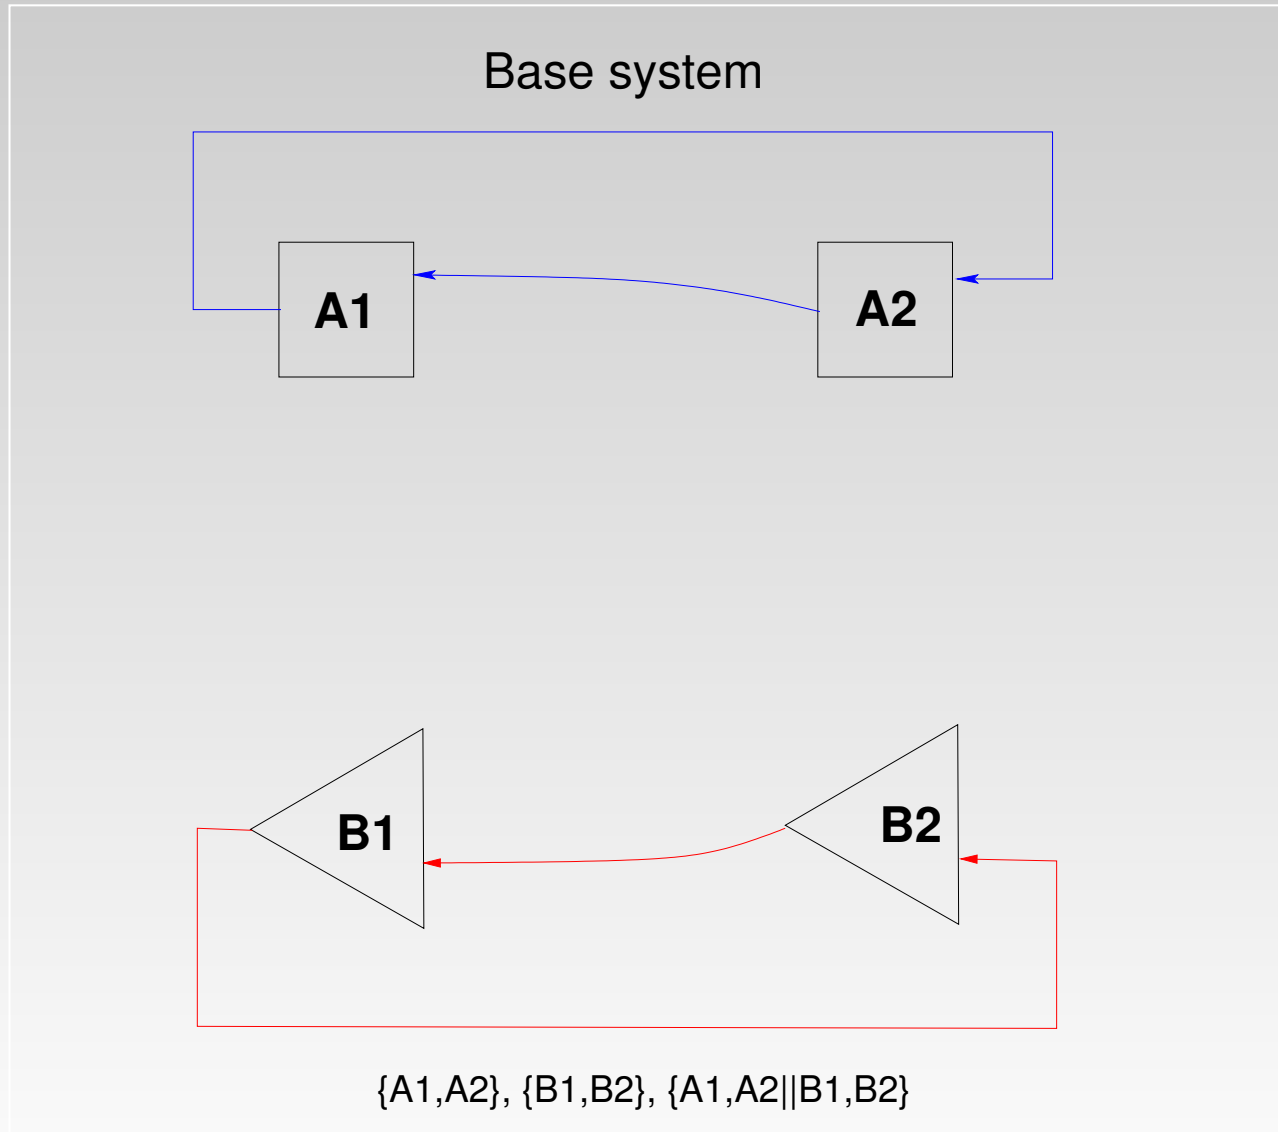 Base system
A1
A2
B1
B2
{A1,A2}, {B1,B2}, {A1,A2||B1,B2}